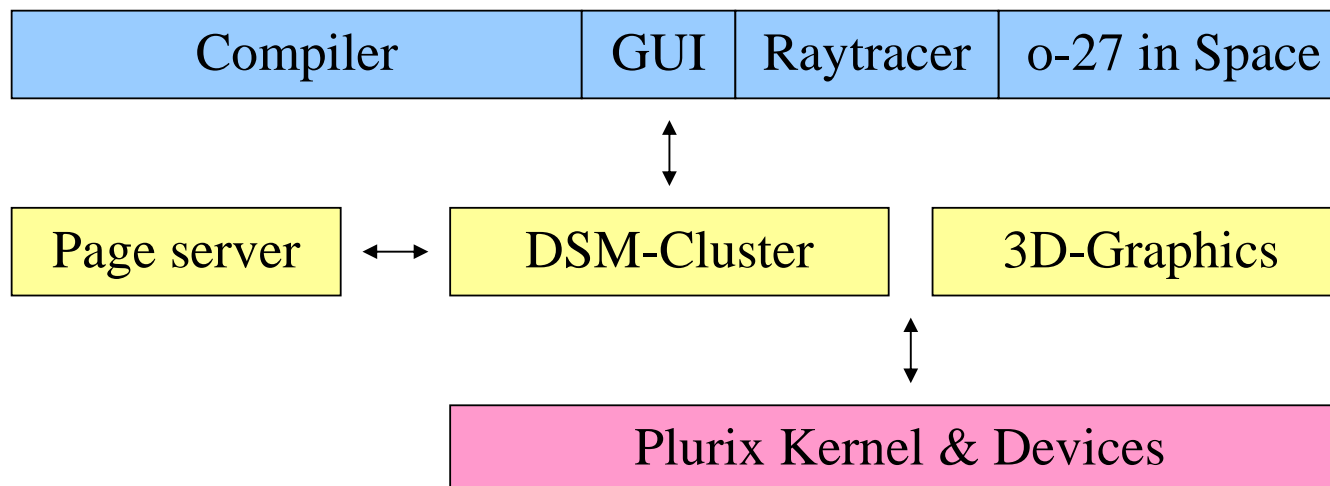 Compiler GUI Raytracer o-27 in Space
Page server DSM-Cluster 3D-Graphics
Plurix Kernel & Devices